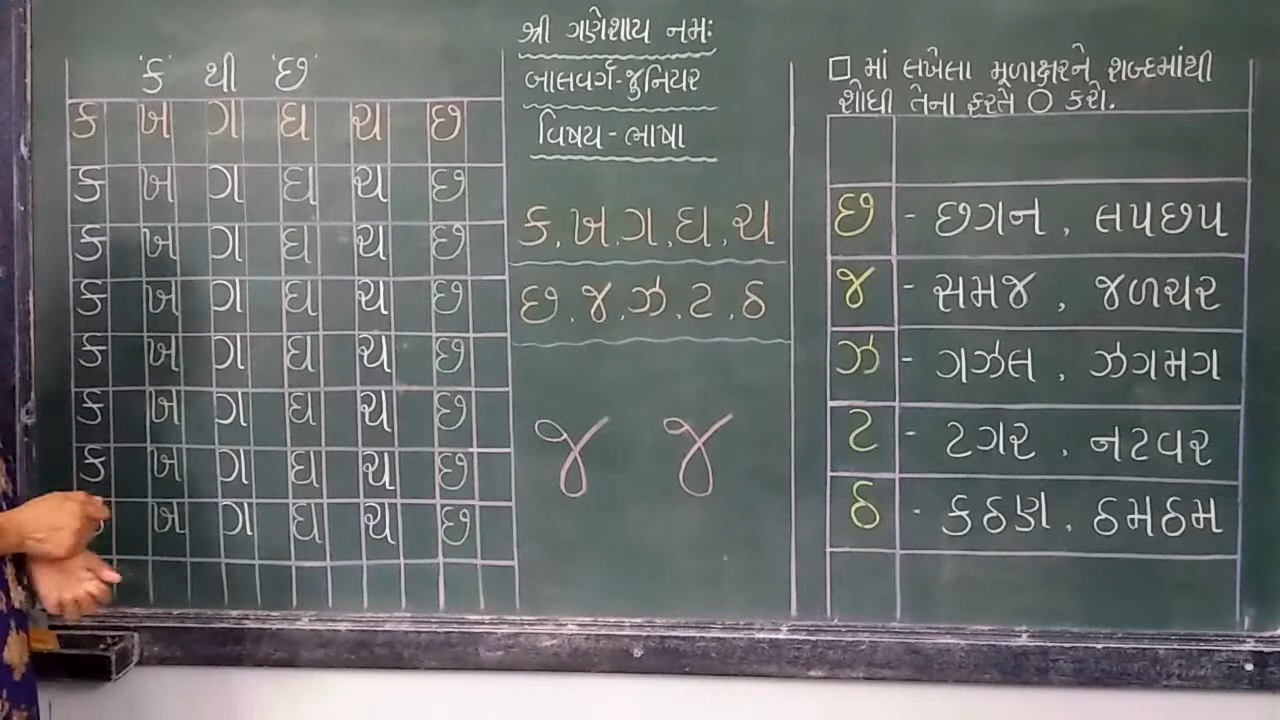 'ક' થી 'છ'
ક ખ ગ ઘ ચ છ
ક ખ ગ ઘ ચ છ
ક ખ ગ ઘ ચ છ
ક ખ ગ ઘ ચ છ
ક ખ ગ ઘ ચ છ
ક ખ ગ ઘ ચ છ
ક ખ ગ ઘ ચ છ
ખ ગ ઘ ચ છ
શ્રી ગણેશાય નમઃ
બાલવર્ગ-જુનિયર
વિષય - ભાષા
ક, ખ, ગ, ઘ, ચ
છ, જ, ઝ, ટ, ઠ
જ જ
□ માં લખેલા મૂળાક્ષરને શબ્દમાંથી
શોધી તેના ફરતે ○ કરો.
છ - છગન , લપછપ
જ - સમજ , જળચર
ઝ - ગઝલ , ઝગમગ
ટ - ટગર , નટવર
ઠ - કઠણ , ઠમઠમ